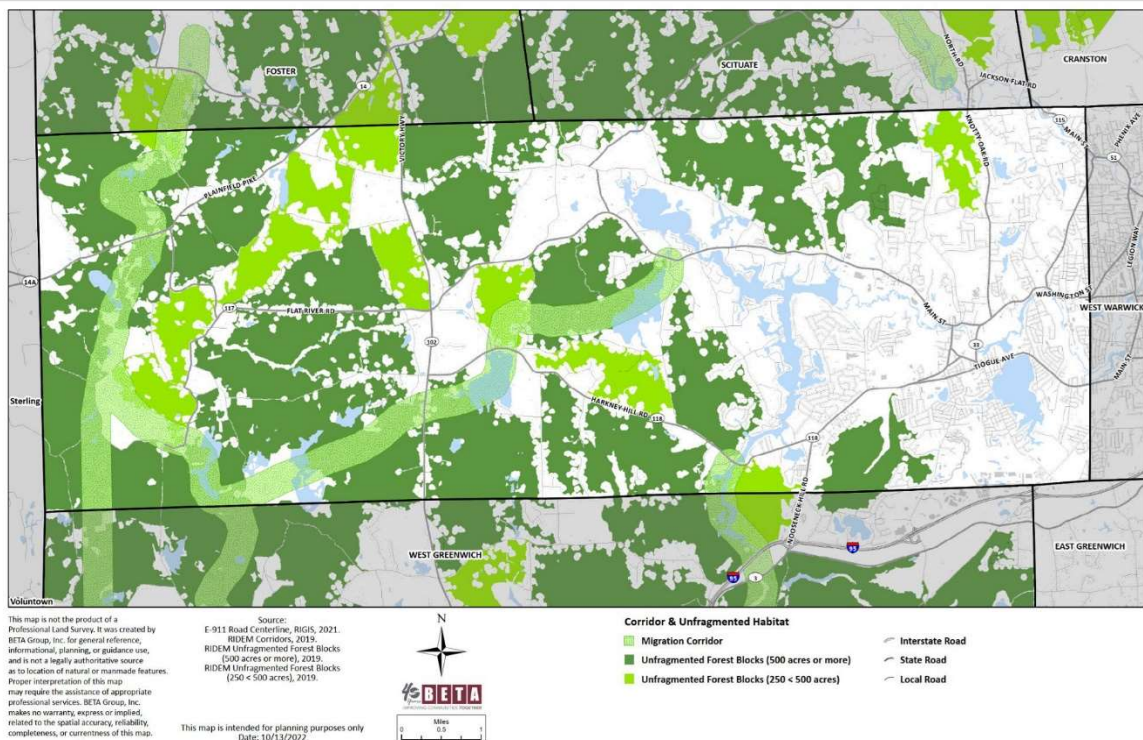 FOSTER
SCITUATE
CRANSTON
NORTH RD
JACKSON FLAT RD
14
VICTORY HWY
KNOTTY OAK RD
115
MAIN ST
PHENIX AVE
51
PLAINFIELD PIKE
LEGION WAY
14A
117
FLAT RIVER RD
102
MAIN ST
WASHINGTON ST
WEST WARWICK
33
TIOGUE AVE
MAIN ST
Sterling
HARKNEY HILL RD
118
118
NOOSENECK HILL RD
WEST GREENWICH
95
EAST GREENWICH
95
3
Voluntown
This map is not the product of a
Professional Land Survey. It was created by
BETA Group, Inc. for general reference,
informational, planning, or guidance use,
and is not a legally authoritative source
as to location of natural or manmade features.
Proper interpretation of this map
may require the assistance of appropriate
professional services. BETA Group, Inc.
makes no warranty, express or implied,
related to the spatial accuracy, reliability,
completeness, or currentness of this map.
Source:
E-911 Road Centerline, RIGIS, 2021.
RIDEM Corridors, 2019.
RIDEM Unfragmented Forest Blocks
(500 acres or more), 2019.
RIDEM Unfragmented Forest Blocks
(250 < 500 acres), 2019.
This map is intended for planning purposes only
Date: 10/13/2022
N
BETA
IMPROVING COMMUNITIES TOGETHER
Miles
0 0.5 1
Corridor & Unfragmented Habitat
Migration Corridor
Unfragmented Forest Blocks (500 acres or more)
Unfragmented Forest Blocks (250 < 500 acres)
Interstate Road
State Road
Local Road